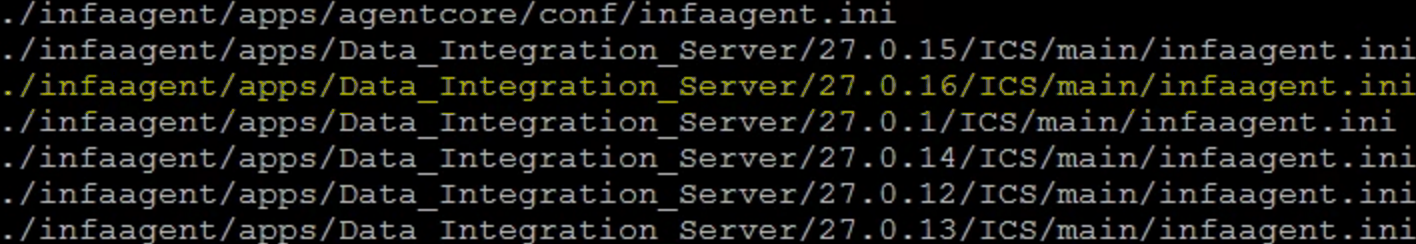 ./infaagent/apps/agentcore/conf/infaagent.ini
./infaagent/apps/Data_Integration_Server/27.0.15/ICS/main/infaagent.ini
./infaagent/apps/Data_Integration_Server/27.0.16/ICS/main/infaagent.ini
./infaagent/apps/Data_Integration_Server/27.0.1/ICS/main/infaagent.ini
./infaagent/apps/Data_Integration_Server/27.0.14/ICS/main/infaagent.ini
./infaagent/apps/Data_Integration_Server/27.0.12/ICS/main/infaagent.ini
./infaagent/apps/Data_Integration_Server/27.0.13/ICS/main/infaagent.ini